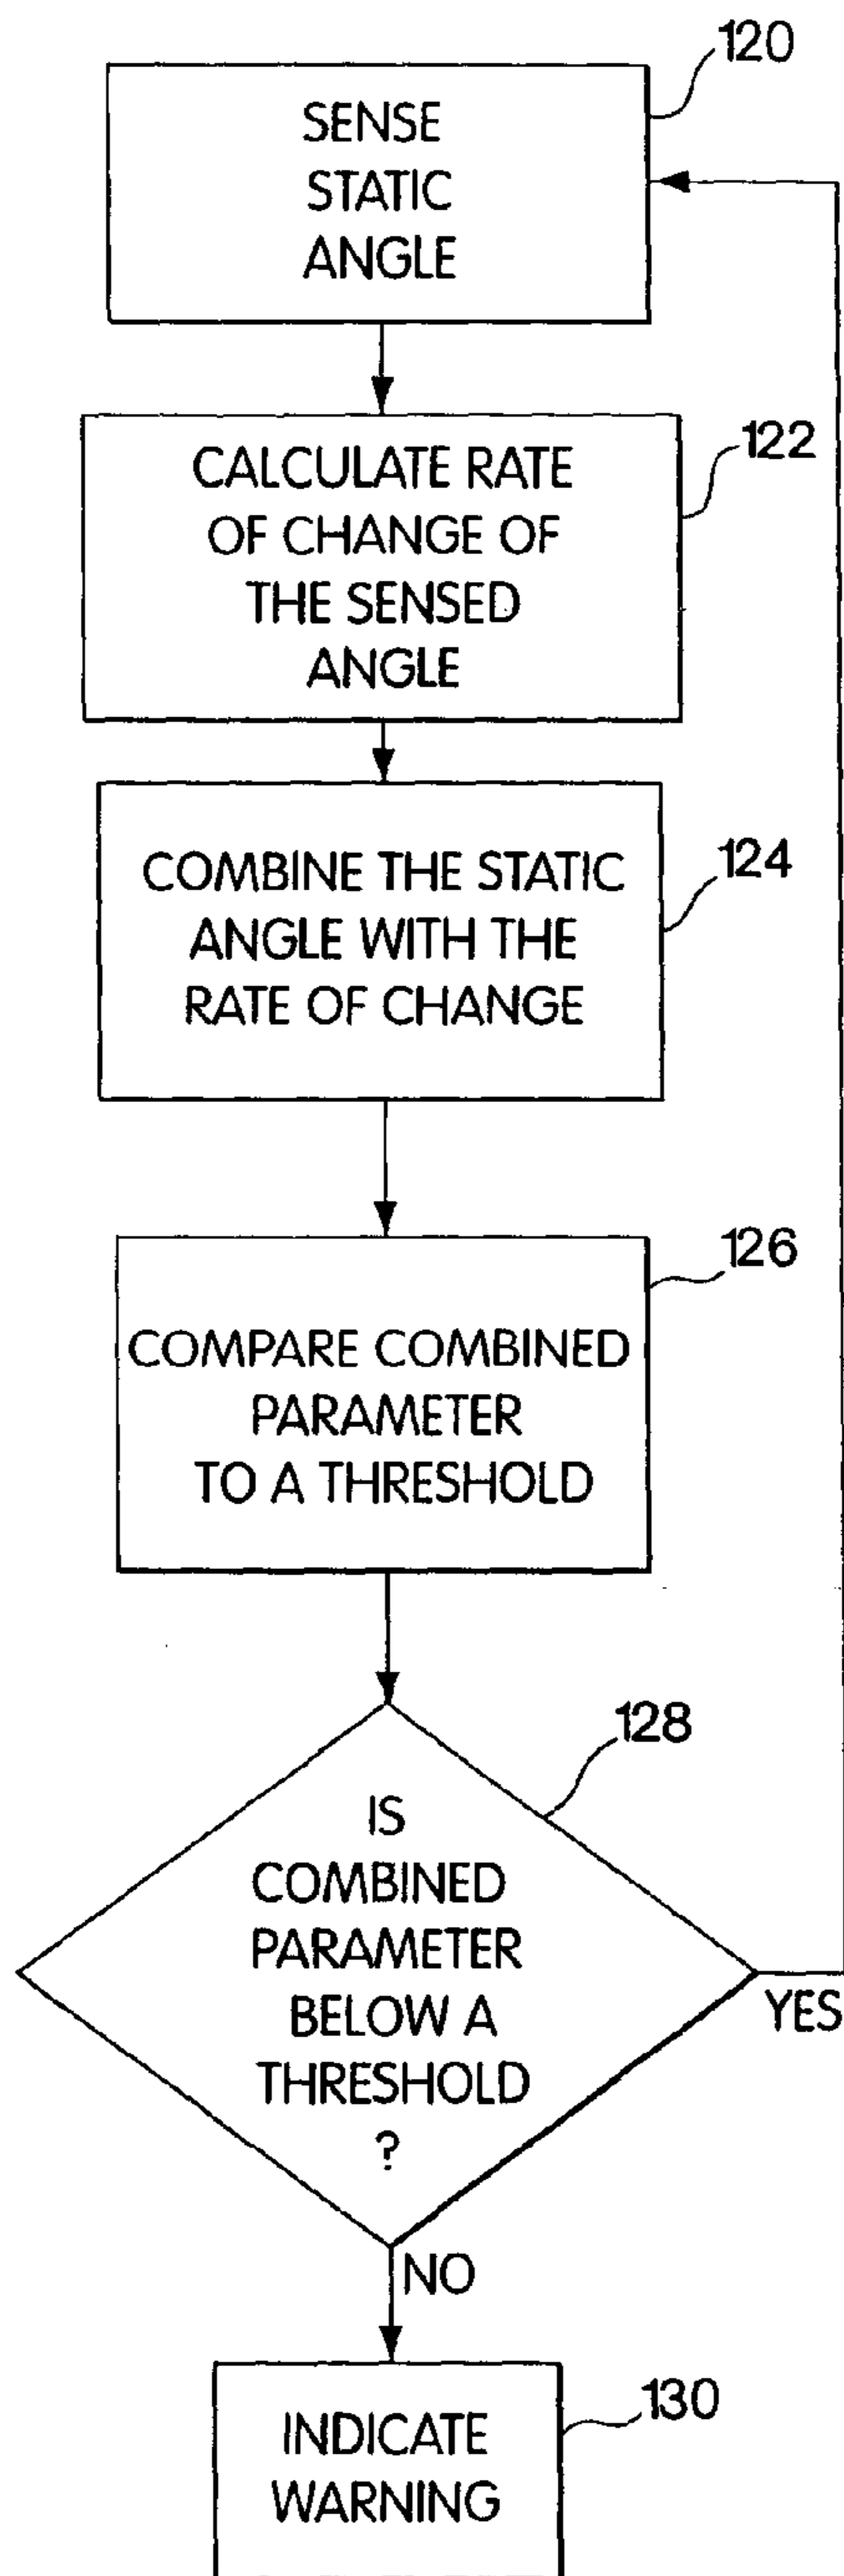 120
SENSE
STATIC
ANGLE
122
CALCULATE RATE
OF CHANGE OF
THE SENSED
ANGLE
124
COMBINE THE STATIC
ANGLE WITH THE
RATE OF CHANGE
126
COMPARE COMBINED
PARAMETER
TO A THRESHOLD
128
IS
COMBINED
PARAMETER
BELOW A
THRESHOLD
?
YES
NO
130
INDICATE
WARNING